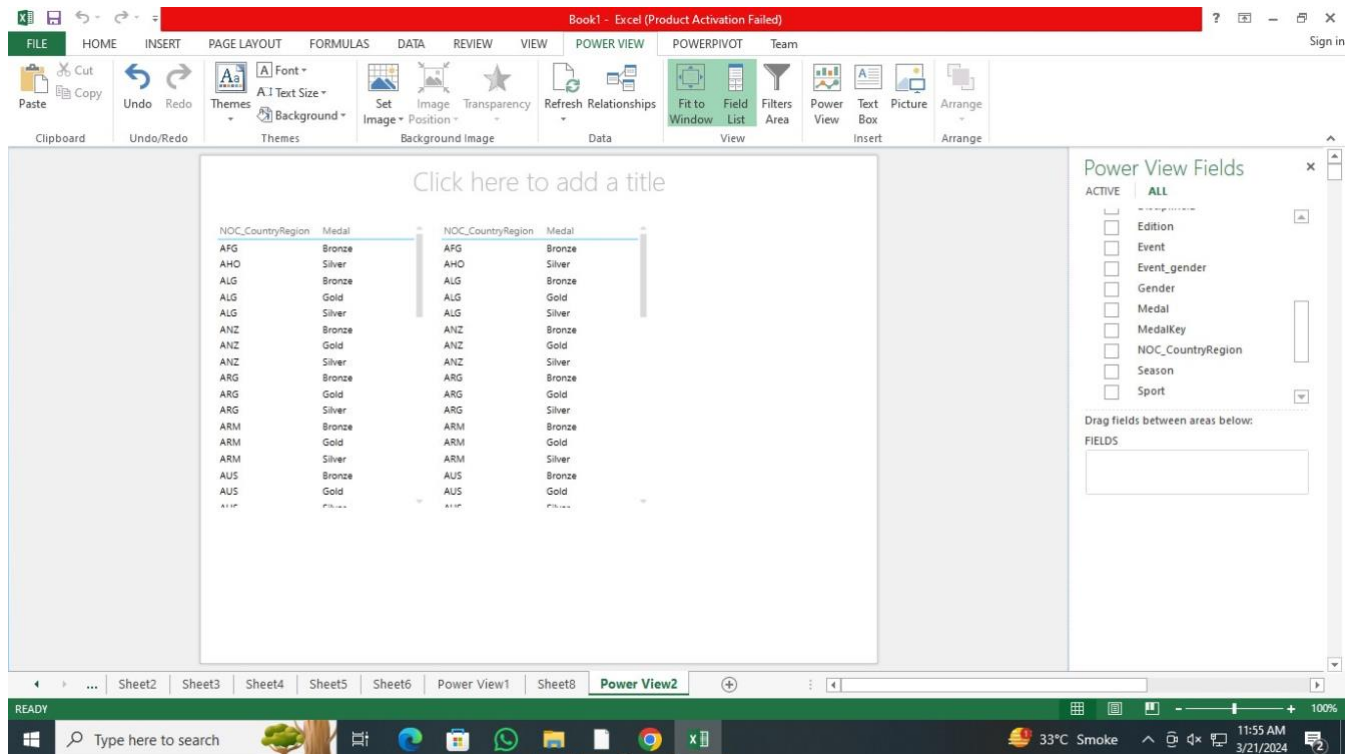 Book1 - Excel (Product Activation Failed)
FILE HOME INSERT PAGE LAYOUT FORMULAS DATA REVIEW VIEW POWER VIEW POWERPIVOT Team Sign in
Cut
Copy
Paste
Clipboard
Undo Redo
Undo/Redo
Themes
Font
Text Size
Background
Themes
Set Image
Image Position
Transparency
Background Image
Refresh Relationships
Data
Fit to Window
Field List
Filters Area
View
Power View
Text Box
Picture
Insert
Arrange
Arrange
Click here to add a title
NOC_CountryRegion Medal NOC_CountryRegion Medal
AFG Bronze AFG Bronze
AHO Silver AHO Silver
ALG Bronze ALG Bronze
ALG Gold ALG Gold
ALG Silver ALG Silver
ANZ Bronze ANZ Bronze
ANZ Gold ANZ Gold
ANZ Silver ANZ Silver
ARG Bronze ARG Bronze
ARG Gold ARG Gold
ARG Silver ARG Silver
ARM Bronze ARM Bronze
ARM Gold ARM Gold
ARM Silver ARM Silver
AUS Bronze AUS Bronze
AUS Gold AUS Gold
Power View Fields
ACTIVE ALL
Edition
Event
Event_gender
Gender
Medal
MedalKey
NOC_CountryRegion
Season
Sport
Drag fields between areas below:
FIELDS
... Sheet2 Sheet3 Sheet4 Sheet5 Sheet6 Power View1 Sheet8 Power View2
READY 100%
Type here to search 33°C Smoke 11:55 AM
3/21/2024